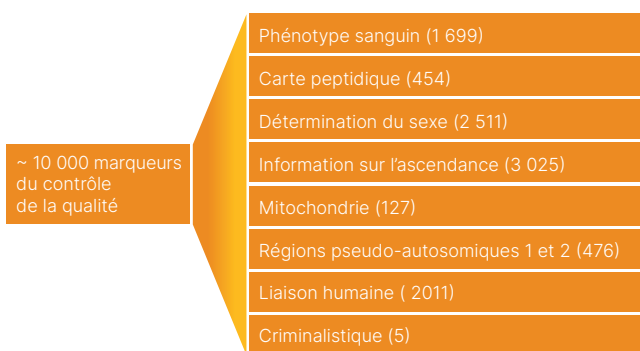 ~ 10 000 marqueurs
du contrôle
de la qualité
Phénotype sanguin (1 699)
Carte peptidique (454)
Détermination du sexe (2 511)
Information sur l’ascendance (3 025)
Mitochondrie (127)
Régions pseudo-autosomiques 1 et 2 (476)
Liaison humaine ( 2011)
Criminalistique (5)